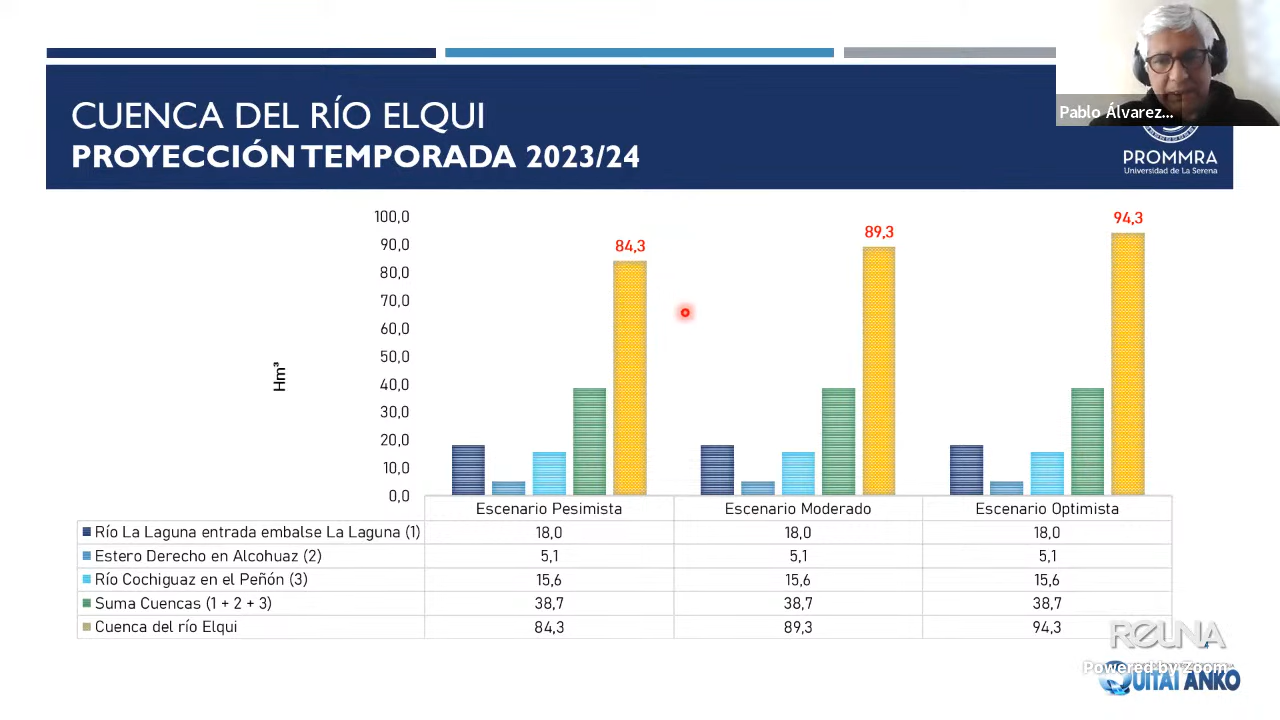 Pablo Álvarez...
CUENCA DEL RÍO ELQUI
PROYECCIÓN TEMPORADA 2023/24
PROMMRA
Universidad de La Serena
100,0
90,0
80,0
70,0
60,0
50,0
40,0
30,0
20,0
10,0
0,0
Hm³
84,3
89,3
94,3
Escenario Pesimista Escenario Moderado Escenario Optimista
Río La Laguna entrada embalse La Laguna (1) 18,0 18,0 18,0
Estero Derecho en Alcohuaz (2) 5,1 5,1 5,1
Río Cochiguaz en el Peñón (3) 15,6 15,6 15,6
Suma Cuencas (1 + 2 + 3) 38,7 38,7 38,7
Cuenca del río Elqui 84,3 89,3 94,3
REUNA
4
Powered by Zoom
QUITAI ANKO